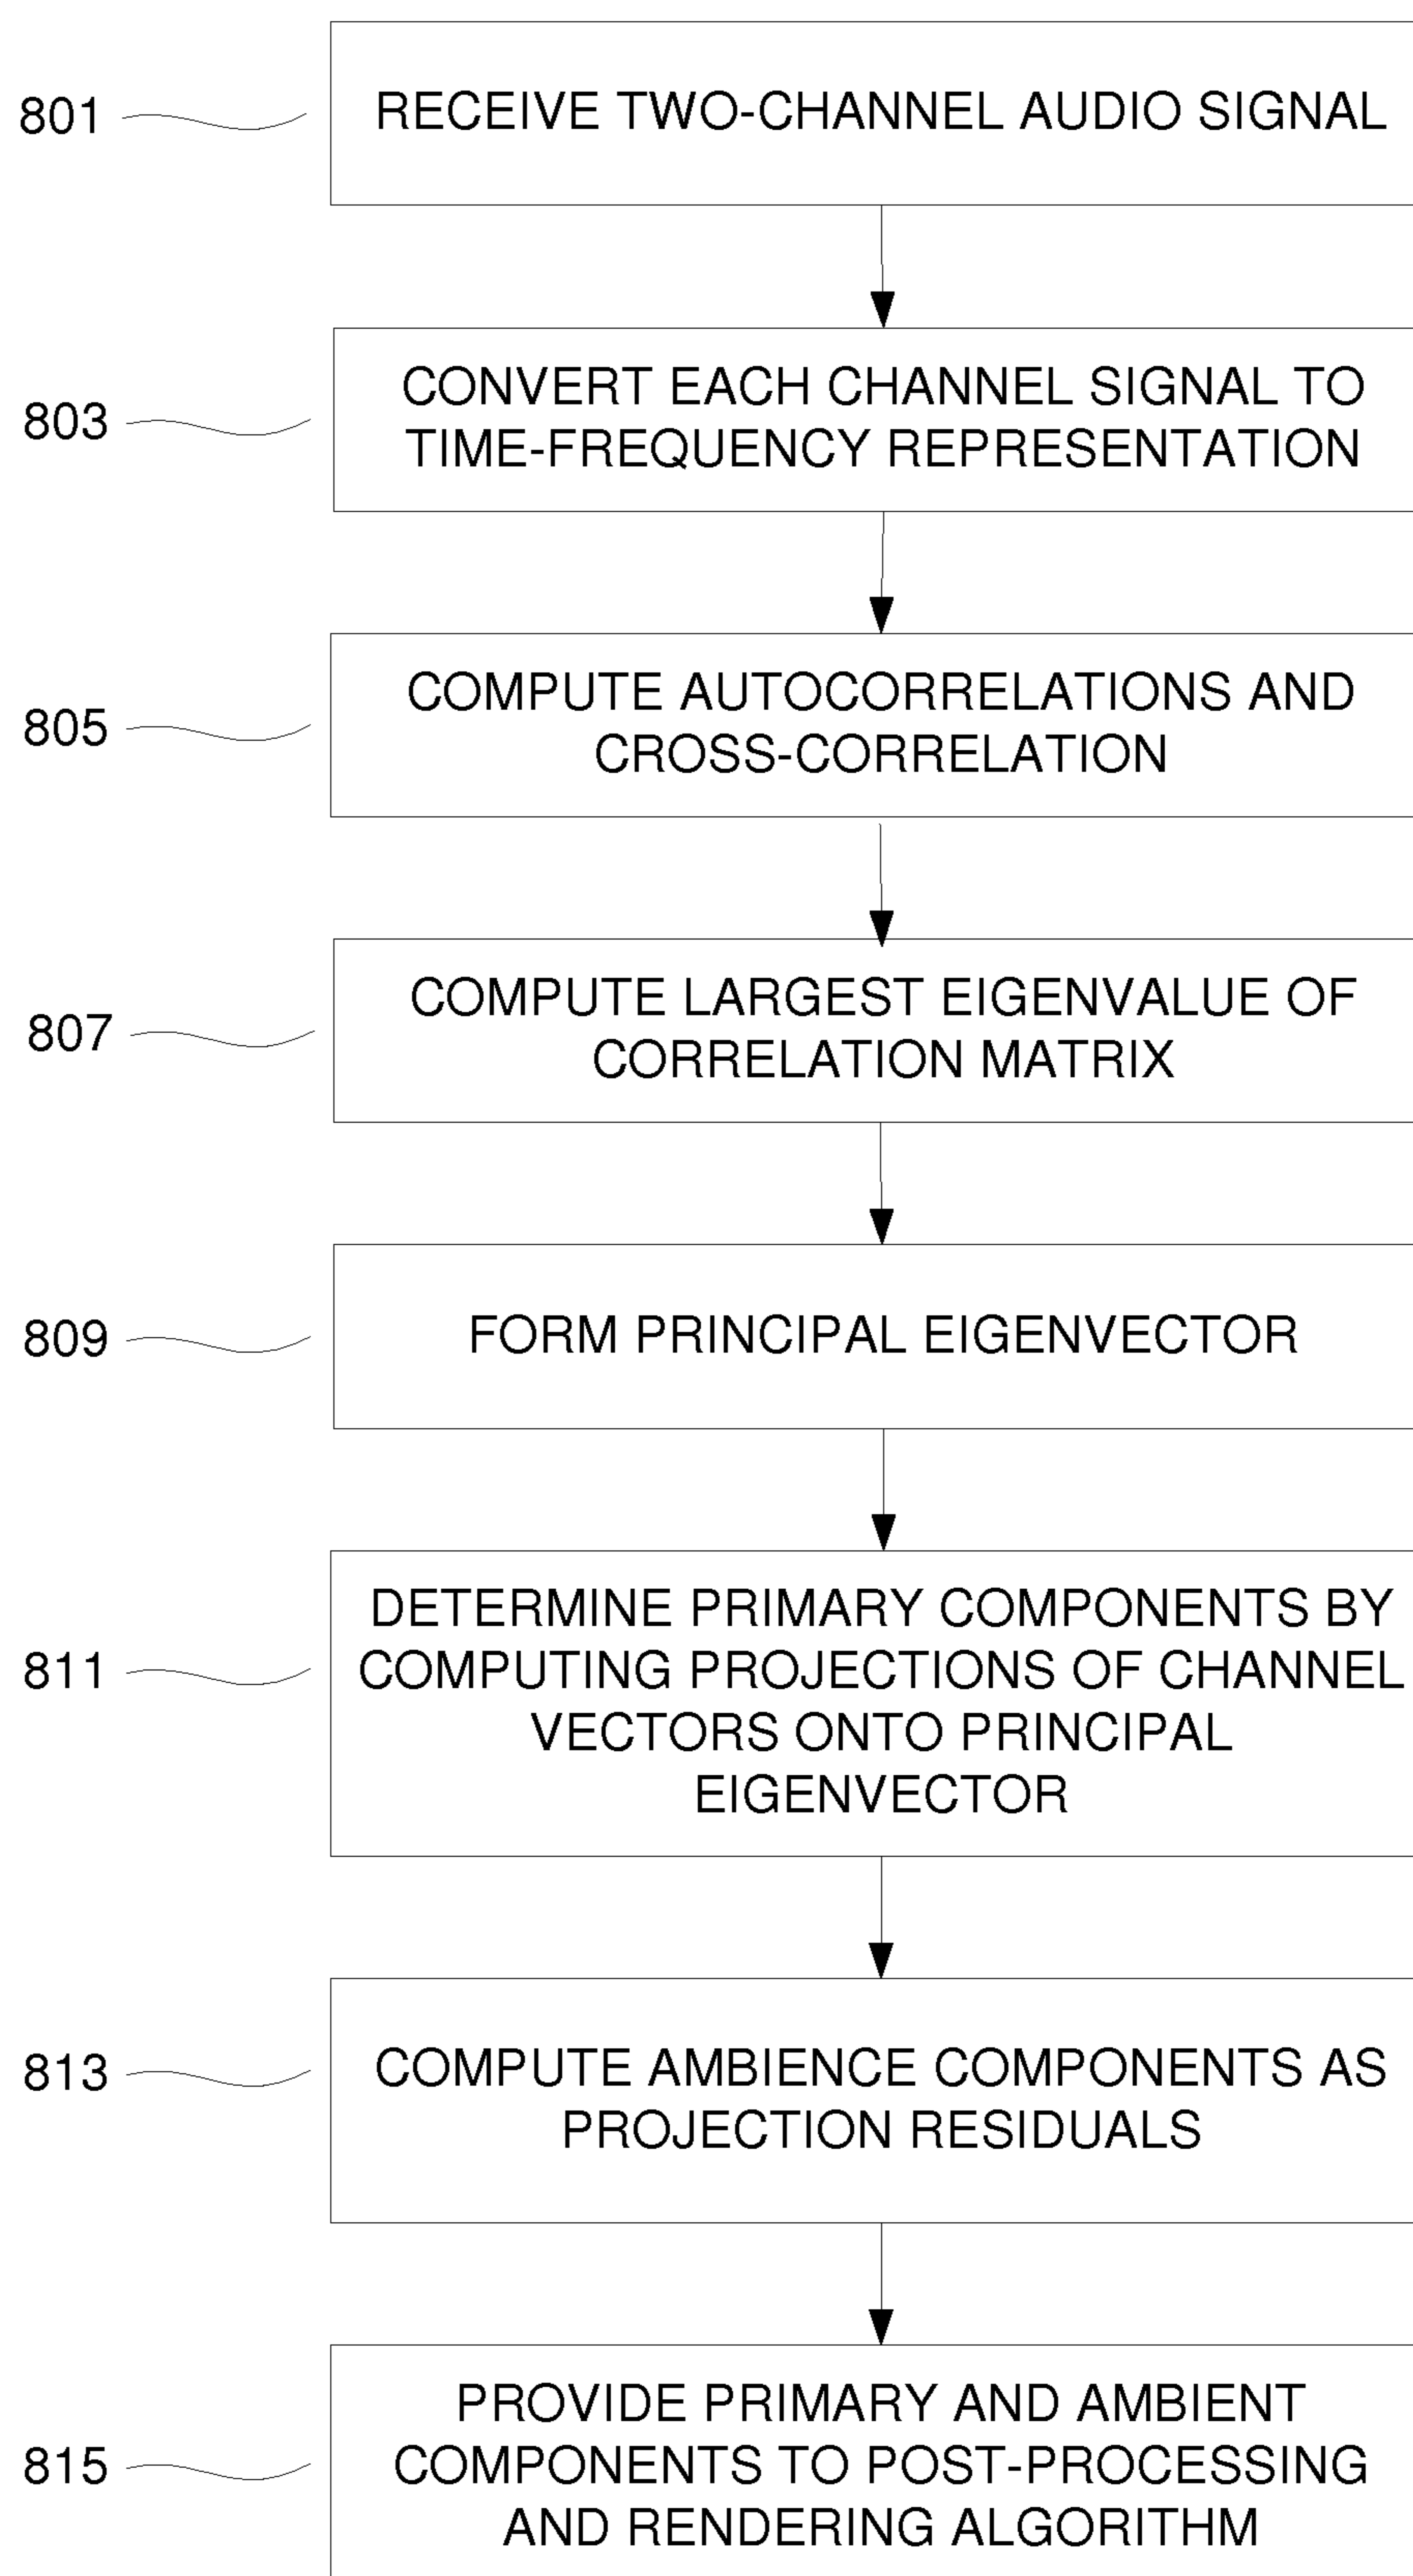 801
RECEIVE TWO-CHANNEL AUDIO SIGNAL
803
CONVERT EACH CHANNEL SIGNAL TO
TIME-FREQUENCY REPRESENTATION
805
COMPUTE AUTOCORRELATIONS AND
CROSS-CORRELATION
807
COMPUTE LARGEST EIGENVALUE OF
CORRELATION MATRIX
809
FORM PRINCIPAL EIGENVECTOR
811
DETERMINE PRIMARY COMPONENTS BY
COMPUTING PROJECTIONS OF CHANNEL
VECTORS ONTO PRINCIPAL
EIGENVECTOR
813
COMPUTE AMBIENCE COMPONENTS AS
PROJECTION RESIDUALS
815
PROVIDE PRIMARY AND AMBIENT
COMPONENTS TO POST-PROCESSING
AND RENDERING ALGORITHM